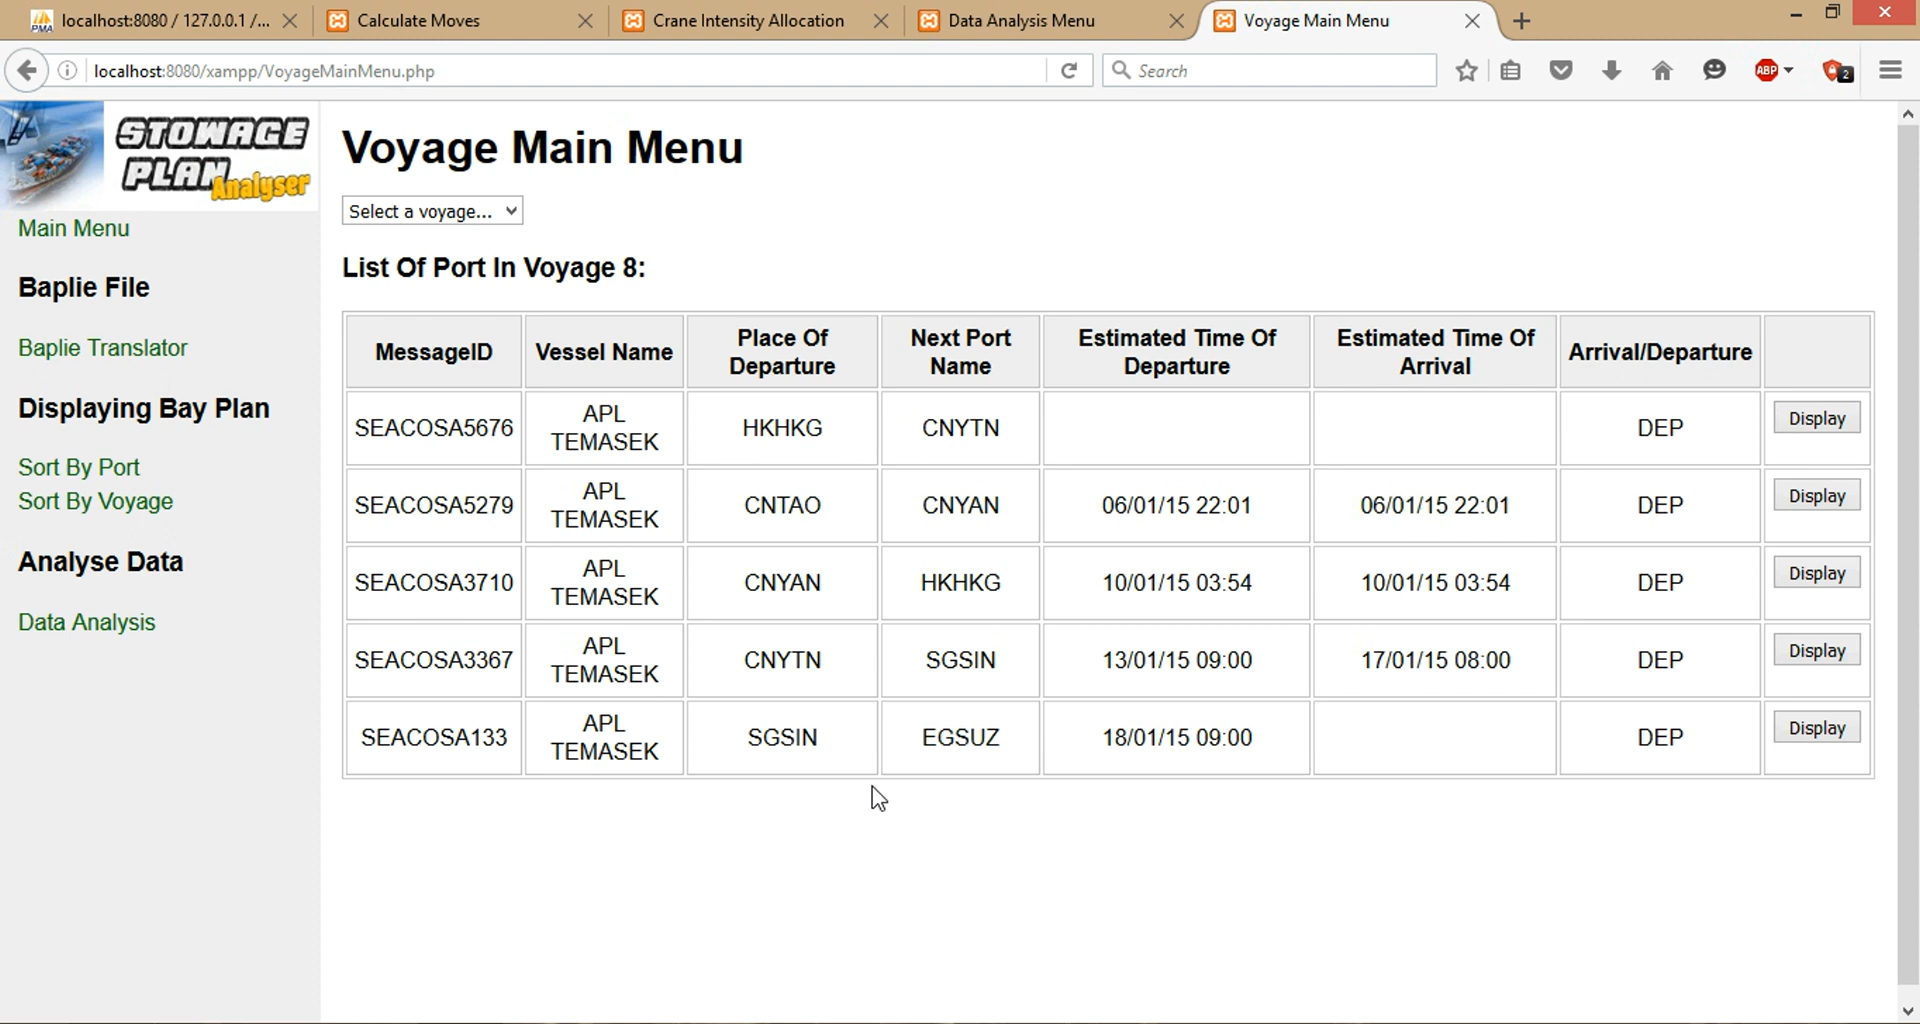 localhost:8080 / 127.0.0.1 /...
Calculate Moves
Crane Intensity Allocation
Data Analysis Menu
Voyage Main Menu
localhost:8080/xampp/VoyageMainMenu.php
Search
ABP
2
PMA
STOWAGE
PLAN Analyser
Main Menu
Baplie File
Baplie Translator
Displaying Bay Plan
Sort By Port
Sort By Voyage
Analyse Data
Data Analysis
Voyage Main Menu
Select a voyage...
List Of Port In Voyage 8:
MessageID Vessel Name Place Of Departure Next Port Name Estimated Time Of Departure Estimated Time Of Arrival Arrival/Departure
SEACOSA5676 APL TEMASEK HKHKG CNYTN DEP Display
SEACOSA5279 APL TEMASEK CNTAO CNYAN 06/01/15 22:01 06/01/15 22:01 DEP Display
SEACOSA3710 APL TEMASEK CNYAN HKHKG 10/01/15 03:54 10/01/15 03:54 DEP Display
SEACOSA3367 APL TEMASEK CNYTN SGSIN 13/01/15 09:00 17/01/15 08:00 DEP Display
SEACOSA133 APL TEMASEK SGSIN EGSUZ 18/01/15 09:00 DEP Display